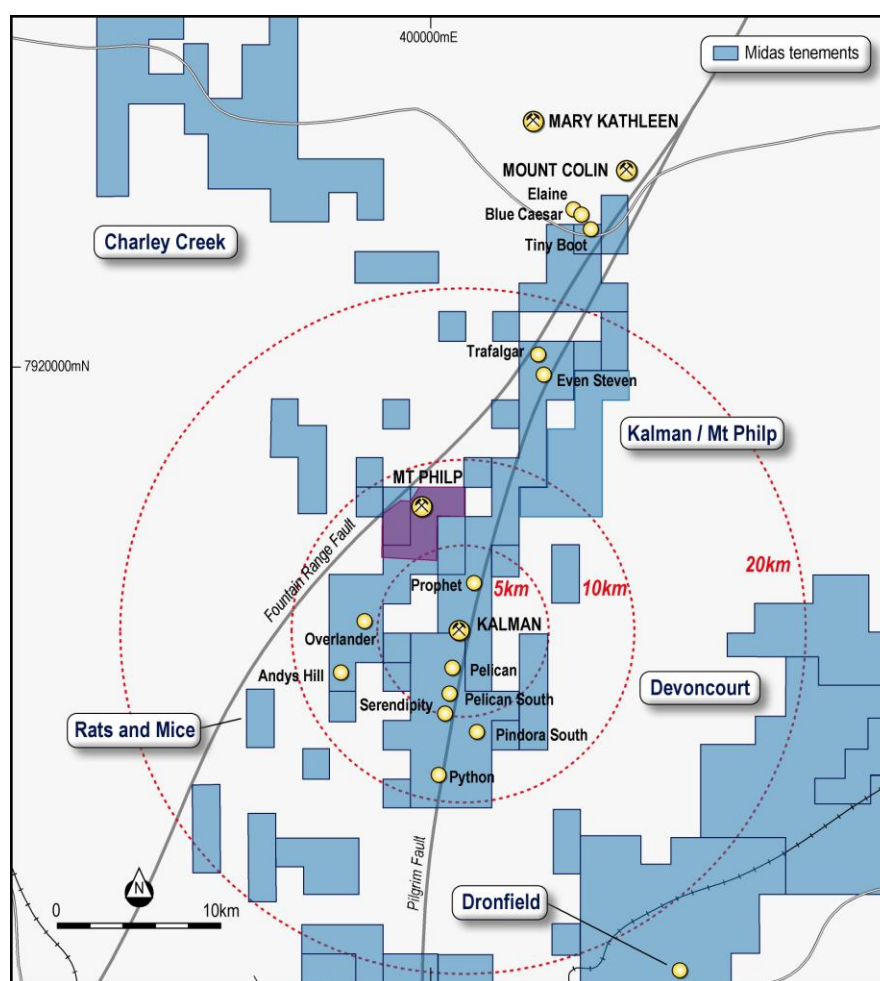 400000mE
Midas tenements
MARY KATHLEEN
MOUNT COLIN
Elaine
Blue Caesar
Tiny Boot
Charley Creek
7920000mN
Trafalgar
Even Steven
Kalman / Mt Philp
MT PHILP
Fountain Range Fault
Prophet
5km
10km
20km
Overlander
KALMAN
Andys Hill
Pelican
Pelican South
Devoncourt
Serendipity
Rats and Mice
Pindora South
Python
Pilgrim Fault
N
0
10km
Dronfield